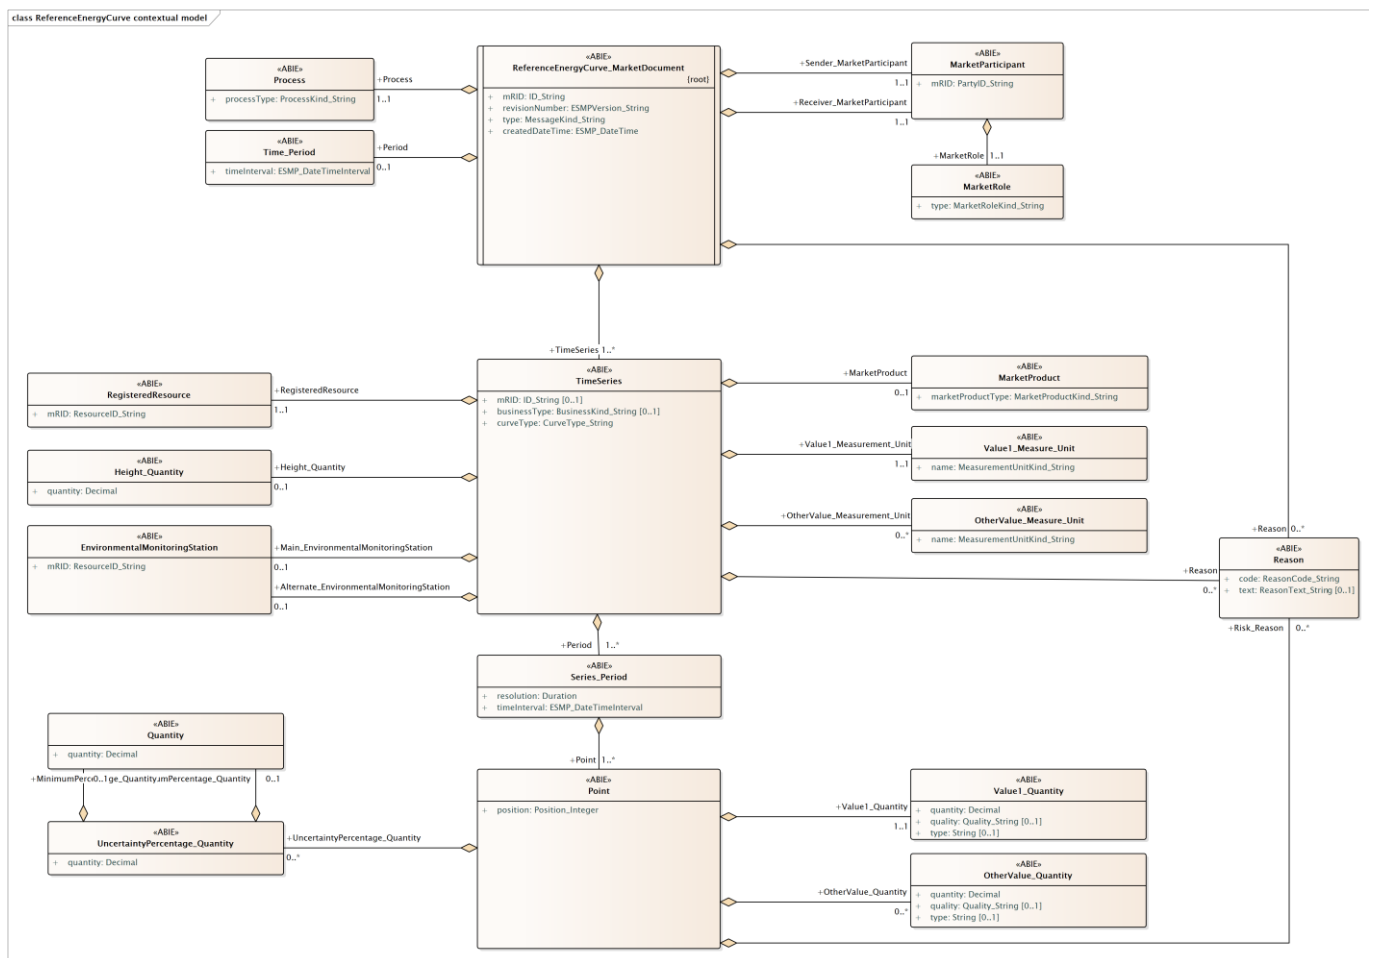 class ReferenceEnergyCurve contextual model
«ABIE»
Process
+ processType: ProcessKind_String
+Process
1..1
«ABIE»
Time_Period
+ timeInterval: ESMP_DateTimeInterval
+Period
0..1
«ABIE»
ReferenceEnergyCurve_MarketDocument
{root}
+ mRID: ID_String
+ revisionNumber: ESMPVersion_String
+ type: MessageKind_String
+ createdDateTime: ESMP_DateTime
+Sender_MarketParticipant
1..1
+Receiver_MarketParticipant
1..1
«ABIE»
MarketParticipant
+ mRID: PartyID_String
+MarketRole 1..1
«ABIE»
MarketRole
+ type: MarketRoleKind_String
+TimeSeries 1..*
«ABIE»
RegisteredResource
+ mRID: ResourceID_String
+RegisteredResource
1..1
«ABIE»
Height_Quantity
+ quantity: Decimal
+Height_Quantity
0..1
«ABIE»
EnvironmentalMonitoringStation
+ mRID: ResourceID_String
+Main_EnvironmentalMonitoringStation
0..1
+Alternate_EnvironmentalMonitoringStation
0..1
«ABIE»
TimeSeries
+ mRID: ID_String [0..1]
+ businessType: BusinessKind_String [0..1]
+ curveType: CurveType_String
+MarketProduct
0..1
«ABIE»
MarketProduct
+ marketProductType: MarketProductKind_String
+Value1_Measurement_Unit
1..1
«ABIE»
Value1_Measure_Unit
+ name: MeasurementUnitKind_String
+OtherValue_Measurement_Unit
0..*
«ABIE»
OtherValue_Measure_Unit
+ name: MeasurementUnitKind_String
+Reason 0..*
+Reason
0..*
«ABIE»
Reason
+ code: ReasonCode_String
+ text: ReasonText_String [0..1]
+Risk_Reason 0..*
+Period 1..*
«ABIE»
Series_Period
+ resolution: Duration
+ timeInterval: ESMP_DateTimeInterval
+Point 1..*
«ABIE»
Quantity
+ quantity: Decimal
0..1
mPercentage_Quantity 0..1
«ABIE»
UncertaintyPercentage_Quantity
+ quantity: Decimal
+UncertaintyPercentage_Quantity
0..*
«ABIE»
Point
+ position: Position_Integer
+Value1_Quantity
1..1
«ABIE»
Value1_Quantity
+ quantity: Decimal
+ quality: Quality_String [0..1]
+ type: String [0..1]
+OtherValue_Quantity
0..*
«ABIE»
OtherValue_Quantity
+ quantity: Decimal
+ quality: Quality_String [0..1]
+ type: String [0..1]